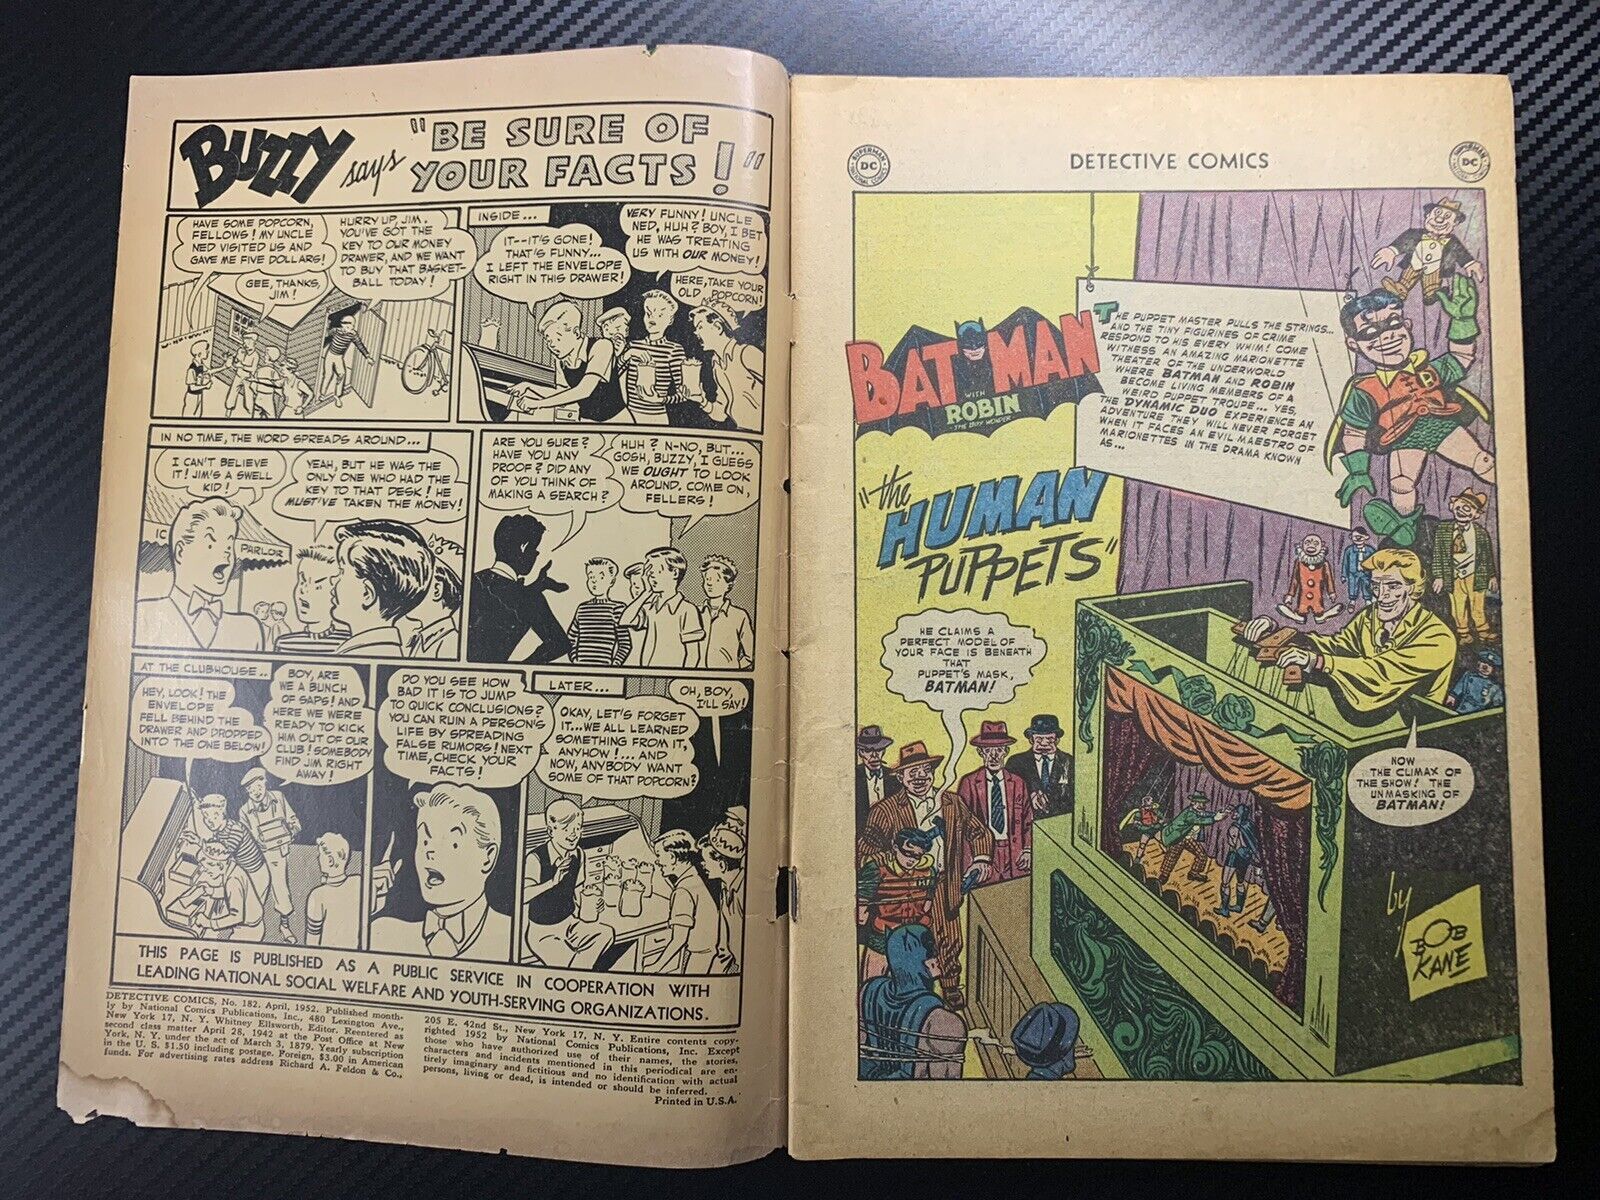 BUZZY says "BE SURE OF
YOUR FACTS!"
HAVE SOME POPCORN,
FELLOWS! MY UNCLE
NED VISITED US AND
GAVE ME FIVE DOLLARS!
GEE, THANKS,
JIM!
HURRY UP, JIM.
YOU'VE GOT THE
KEY TO OUR MONEY
DRAWER, AND WE WANT
TO BUY THAT BASKET-
BALL TODAY!
INSIDE...
IT--IT'S GONE!
THAT'S FUNNY...
I LEFT THE ENVELOPE
RIGHT IN THIS DRAWER!
VERY FUNNY! UNCLE
NED, HUH? BOY, I BET
HE WAS TREATING
US WITH OUR MONEY!
HERE, TAKE YOUR
OLD POPCORN!
IN NO TIME, THE WORD SPREADS AROUND...
I CAN'T BELIEVE
IT! JIM'S A SWELL
KID!
YEAH, BUT HE WAS THE
ONLY ONE WHO HAD THE
KEY TO THAT DESK! HE
MUST'VE TAKEN THE MONEY!
IC
PARLOR
ARE YOU SURE?
HAVE YOU ANY
PROOF? DID ANY
OF YOU THINK OF
MAKING A SEARCH?
HUH? N-NO, BUT...
GOSH, BUZZY, I GUESS
WE OUGHT TO LOOK
AROUND. COME ON,
FELLERS!
AT THE CLUBHOUSE..
HEY, LOOK! THE
ENVELOPE
FELL BEHIND THE
DRAWER AND DROPPED
INTO THE ONE BELOW!
BOY, ARE
WE A BUNCH
OF SAPS! AND
HERE WE WERE
READY TO KICK
HIM OUT OF OUR
CLUB! SOMEBODY
FIND JIM RIGHT
AWAY!
DO YOU SEE HOW
BAD IT IS TO JUMP
TO QUICK CONCLUSIONS?
YOU CAN RUIN A PERSON'S
LIFE BY SPREADING
FALSE RUMORS! NEXT
TIME, CHECK YOUR
FACTS!
LATER...
OKAY, LET'S FORGET
IT...WE ALL LEARNED
SOMETHING FROM IT,
ANYHOW!... AND
NOW, ANYBODY WANT
SOME OF THAT POPCORN?
OH, BOY,
I'LL SAY!
THIS PAGE IS PUBLISHED AS A PUBLIC SERVICE IN COOPERATION WITH
LEADING NATIONAL SOCIAL WELFARE AND YOUTH-SERVING ORGANIZATIONS.
DETECTIVE COMICS, No. 182, April, 1952. Published month-
ly by National Comics Publications, Inc., 480 Lexington Ave.,
New York 17, N. Y. Whitney Ellsworth, Editor. Reentered as
second class matter April 28, 1942 at the Post Office at New
York, N. Y. under the act of March 3, 1879. Yearly subscription
in the U. S. $1.50 including postage. Foreign, $3.00 in American
funds. For advertising rates address Richard A. Feldon & Co.,
205 E. 42nd St., New York 17, N. Y. Entire contents copy-
righted 1952 by National Comics Publications, Inc. Except
those who have authorized use of their names, the stories,
characters and incidents mentioned in this periodical are en-
tirely imaginary and fictitious and no identification with actual
persons, living or dead, is intended or should be inferred.
Printed in U.S.A.
SUPERMAN
DC
NATIONAL COMICS
DETECTIVE COMICS
SUPERMAN
DC
NATIONAL COMICS
BATMAN
WITH
ROBIN
-THE BOY WONDER-
THE PUPPET MASTER PULLS THE STRINGS...
AND THE TINY FIGURINES OF CRIME
RESPOND TO HIS EVERY WHIM! COME
WITNESS AN AMAZING MARIONETTE
THEATER OF THE UNDERWORLD
WHERE BATMAN AND ROBIN
BECOME LIVING MEMBERS OF A
WEIRD PUPPET TROUPE... YES,
THE DYNAMIC DUO EXPERIENCE AN
ADVENTURE THEY WILL NEVER FORGET
WHEN IT FACES AN EVIL MAESTRO OF
MARIONETTES IN THE DRAMA KNOWN
AS...
"the
HUMAN
PUPPETS"
HE CLAIMS A
PERFECT MODEL OF
YOUR FACE IS BENEATH
THAT
PUPPET'S MASK,
BATMAN!
NOW
THE CLIMAX OF
THE SHOW! THE
UNMASKING OF
BATMAN!
by
BOB
KANE